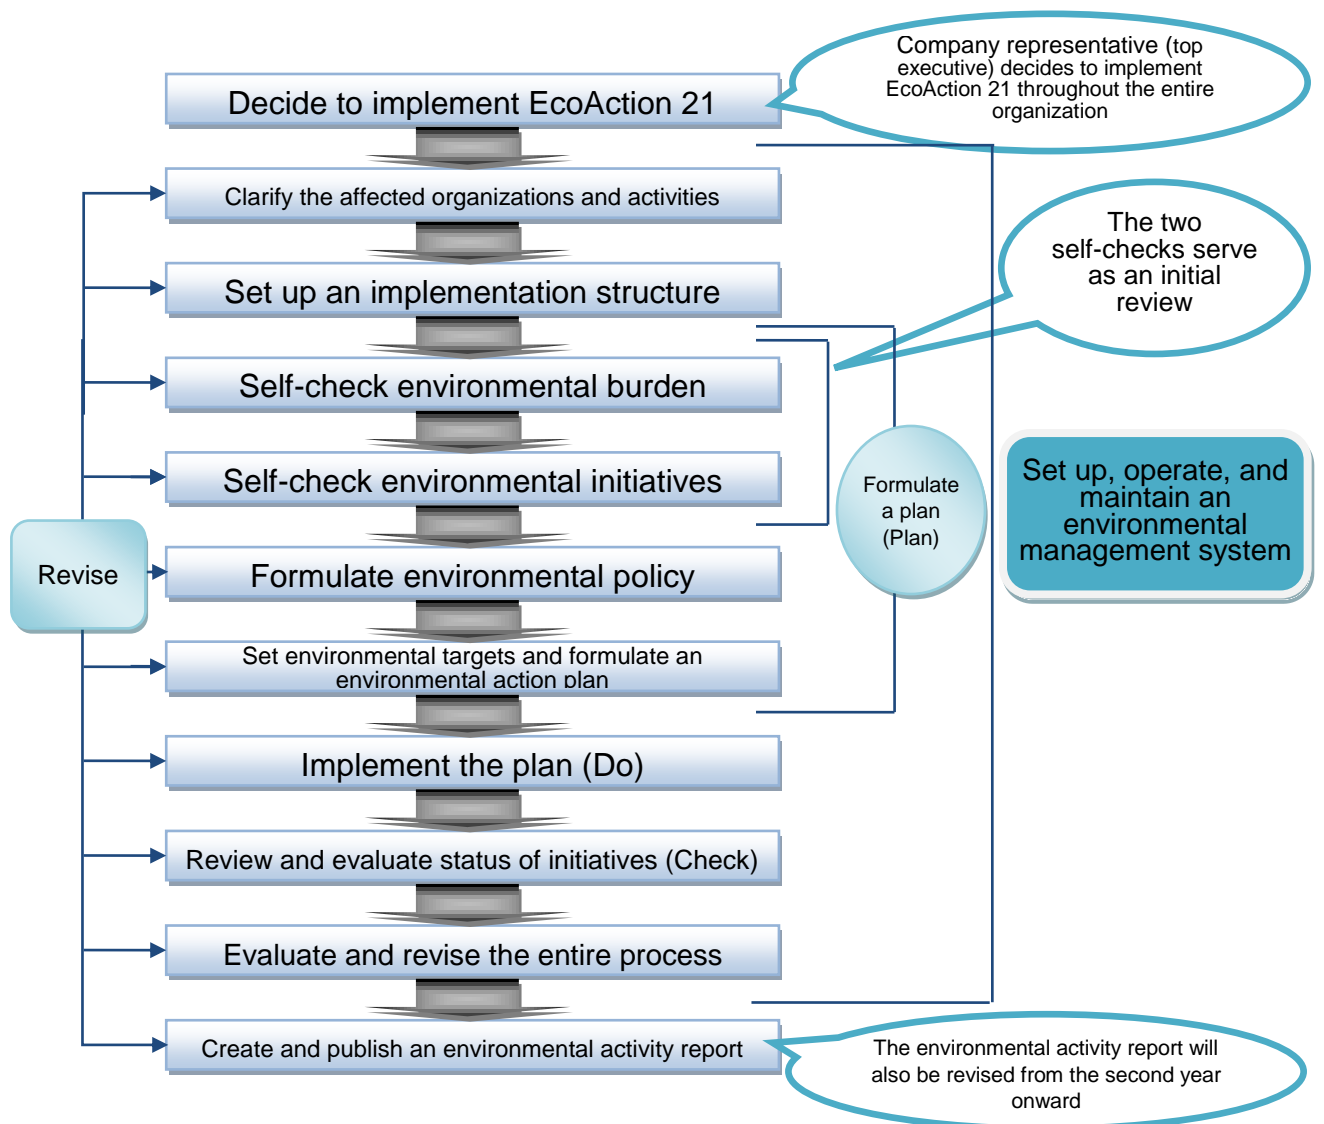 Company representative (top
executive) decides to implement
EcoAction 21 throughout the entire
organization
Decide to implement EcoAction 21
Clarify the affected organizations and activities
The two
self-checks serve
as an initial
review
Set up an implementation structure
Self-check environmental burden
Self-check environmental initiatives
Formulate
a plan
(Plan)
Set up, operate, and
maintain an
environmental
management system
Revise
Formulate environmental policy
Set environmental targets and formulate an
environmental action plan
Implement the plan (Do)
Review and evaluate status of initiatives (Check)
Evaluate and revise the entire process
Create and publish an environmental activity report
The environmental activity report will
also be revised from the second year
onward